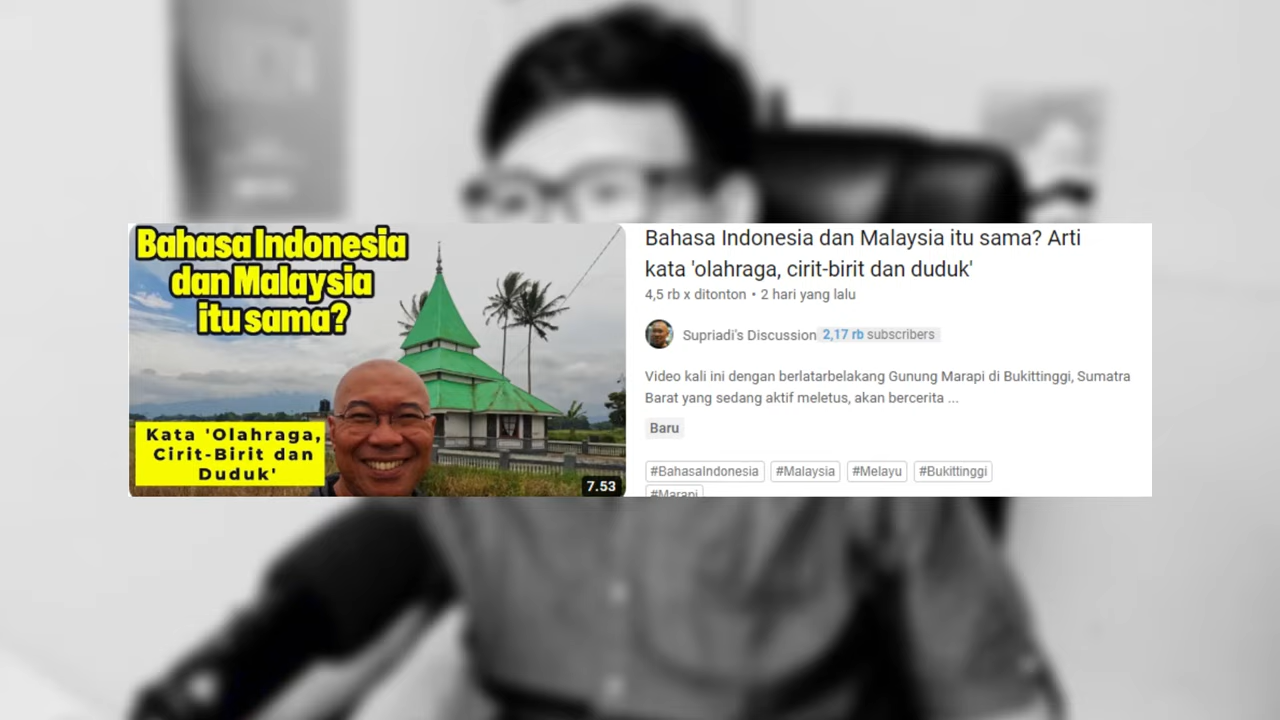 Bahasa Indonesia
dan Malaysia
itu sama?
Kata 'Olahraga,
Cirit-Birit dan
Duduk'
7.53
Bahasa Indonesia dan Malaysia itu sama? Arti
kata 'olahraga, cirit-birit dan duduk'
4,5 rb x ditonton • 2 hari yang lalu
Supriadi's Discussion 2,17 rb subscribers
Video kali ini dengan berlatarbelakang Gunung Marapi di Bukittinggi, Sumatra
Barat yang sedang aktif meletus, akan bercerita ...
Baru
#BahasaIndonesia #Malaysia #Melayu #Bukittinggi
#Marapi